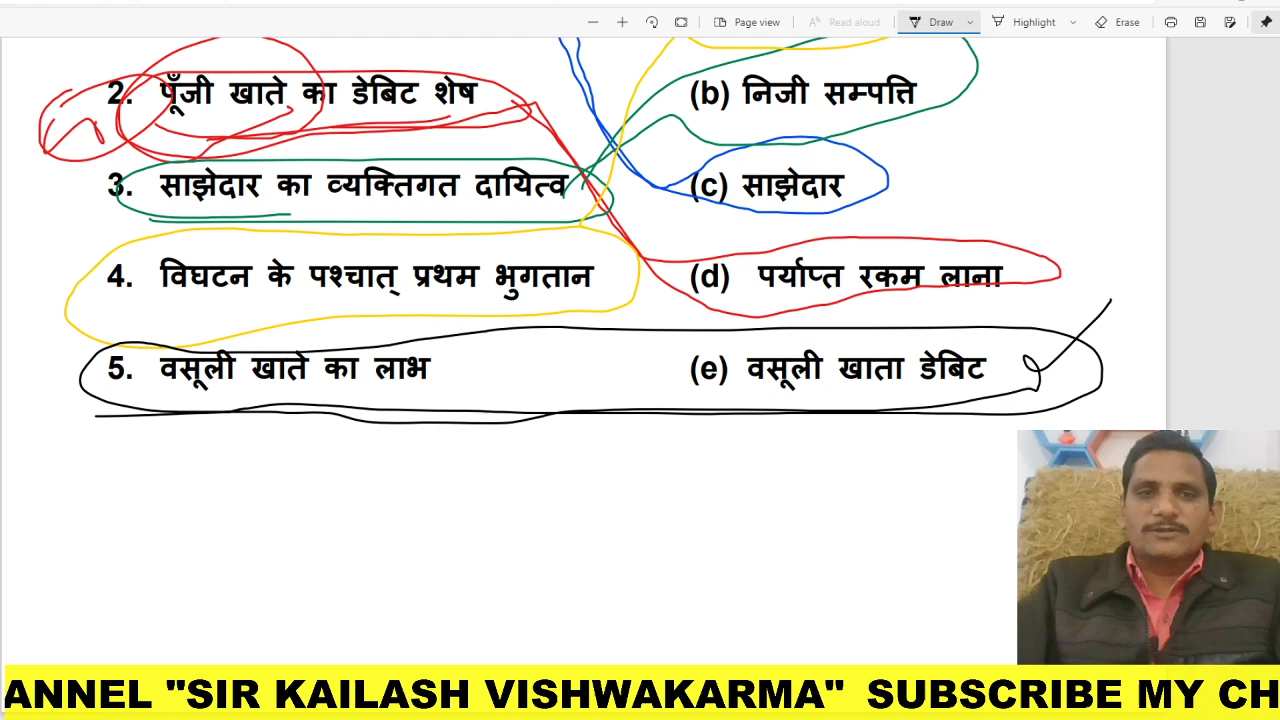 Page view Read aloud Draw Highlight Erase
2. पूँजी खाते का डेबिट शेष (b) निजी सम्पत्ति
3. साझेदार का व्यक्तिगत दायित्व (c) साझेदार
4. विघटन के पश्चात् प्रथम भुगतान (d) पर्याप्त रकम लाना
5. वसूली खाते का लाभ (e) वसूली खाता डेबिट
ANNEL "SIR KAILASH VISHWAKARMA" SUBSCRIBE MY CH